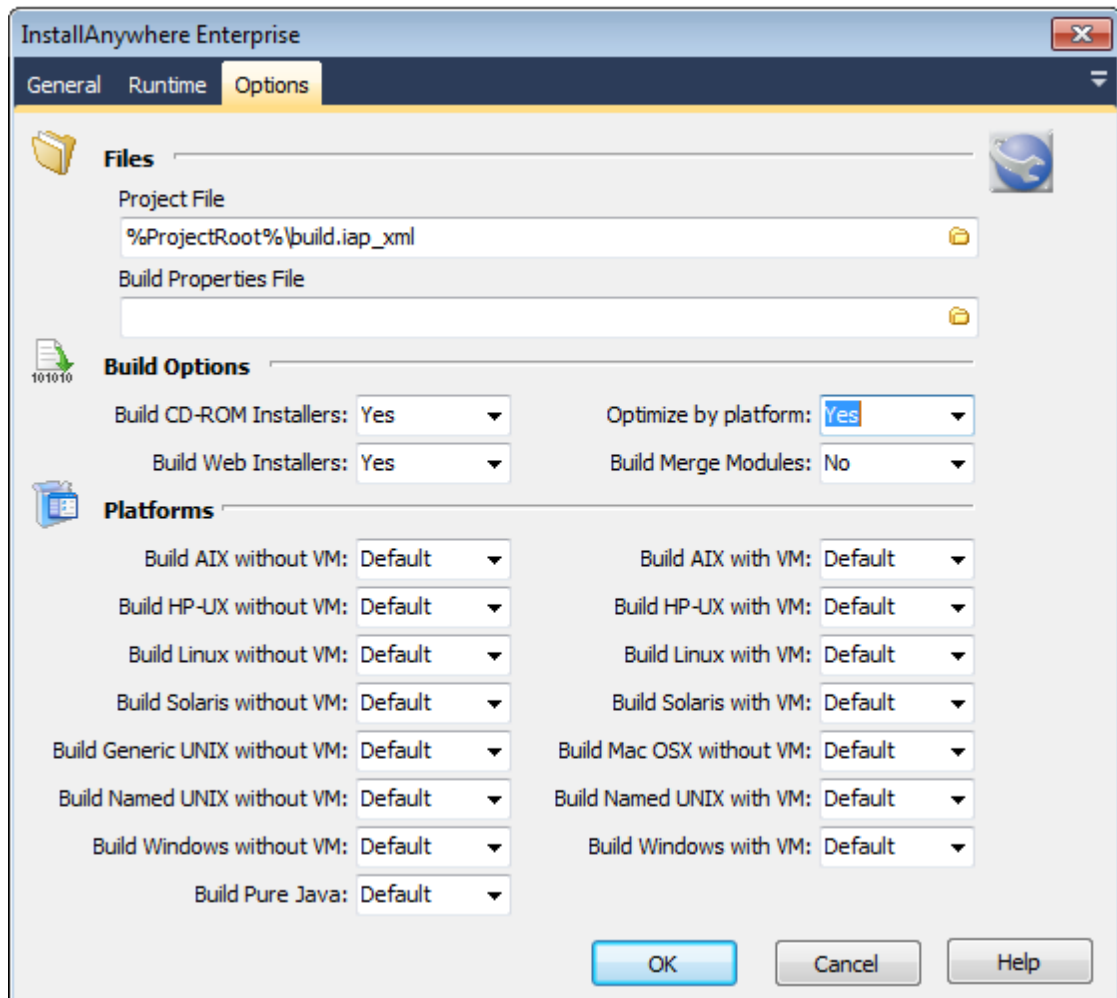 InstallAnywhere Enterprise
General Runtime Options
Files
Project File
%ProjectRoot%\build.iap_xml
Build Properties File
101010
Build Options
Build CD-ROM Installers: Yes Optimize by platform: Yes
Build Web Installers: Yes Build Merge Modules: No
Platforms
Build AIX without VM: Default Build AIX with VM: Default
Build HP-UX without VM: Default Build HP-UX with VM: Default
Build Linux without VM: Default Build Linux with VM: Default
Build Solaris without VM: Default Build Solaris with VM: Default
Build Generic UNIX without VM: Default Build Mac OSX without VM: Default
Build Named UNIX without VM: Default Build Named UNIX with VM: Default
Build Windows without VM: Default Build Windows with VM: Default
Build Pure Java: Default
OK Cancel Help